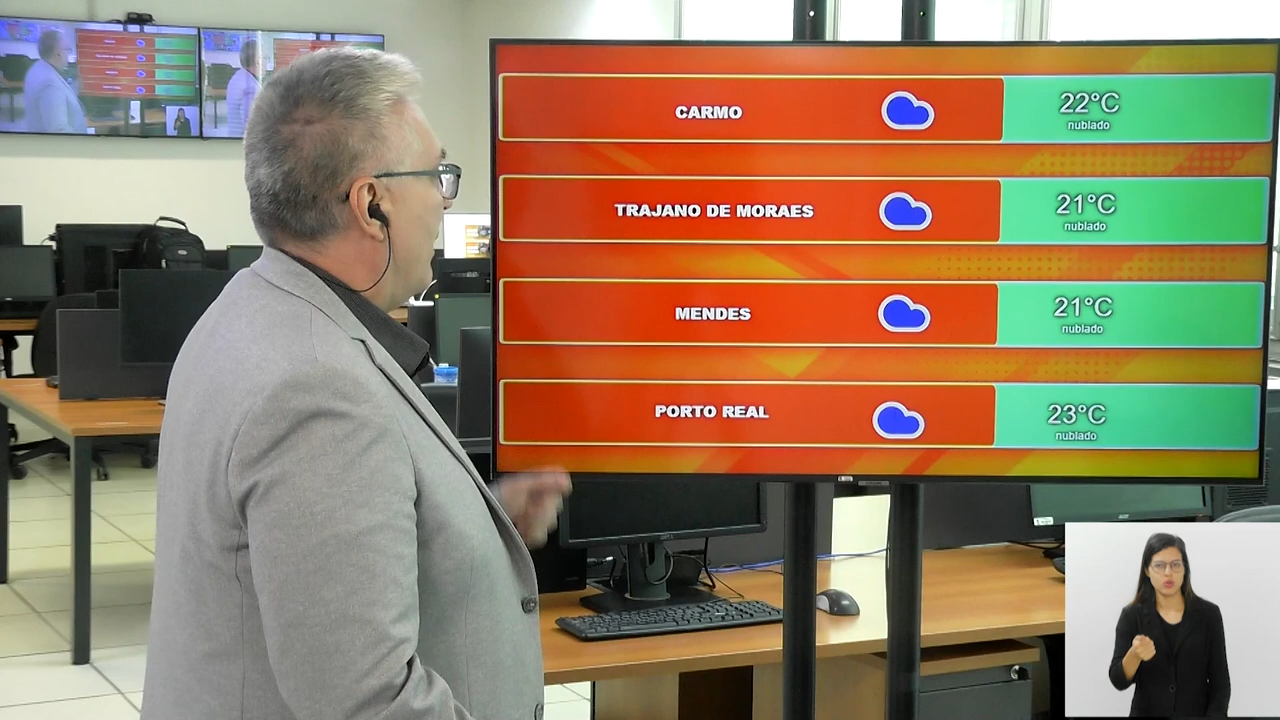 CARMO
22°C
nublado
TRAJANO DE MORAES
21°C
nublado
MENDES
21°C
nublado
PORTO REAL
23°C
nublado